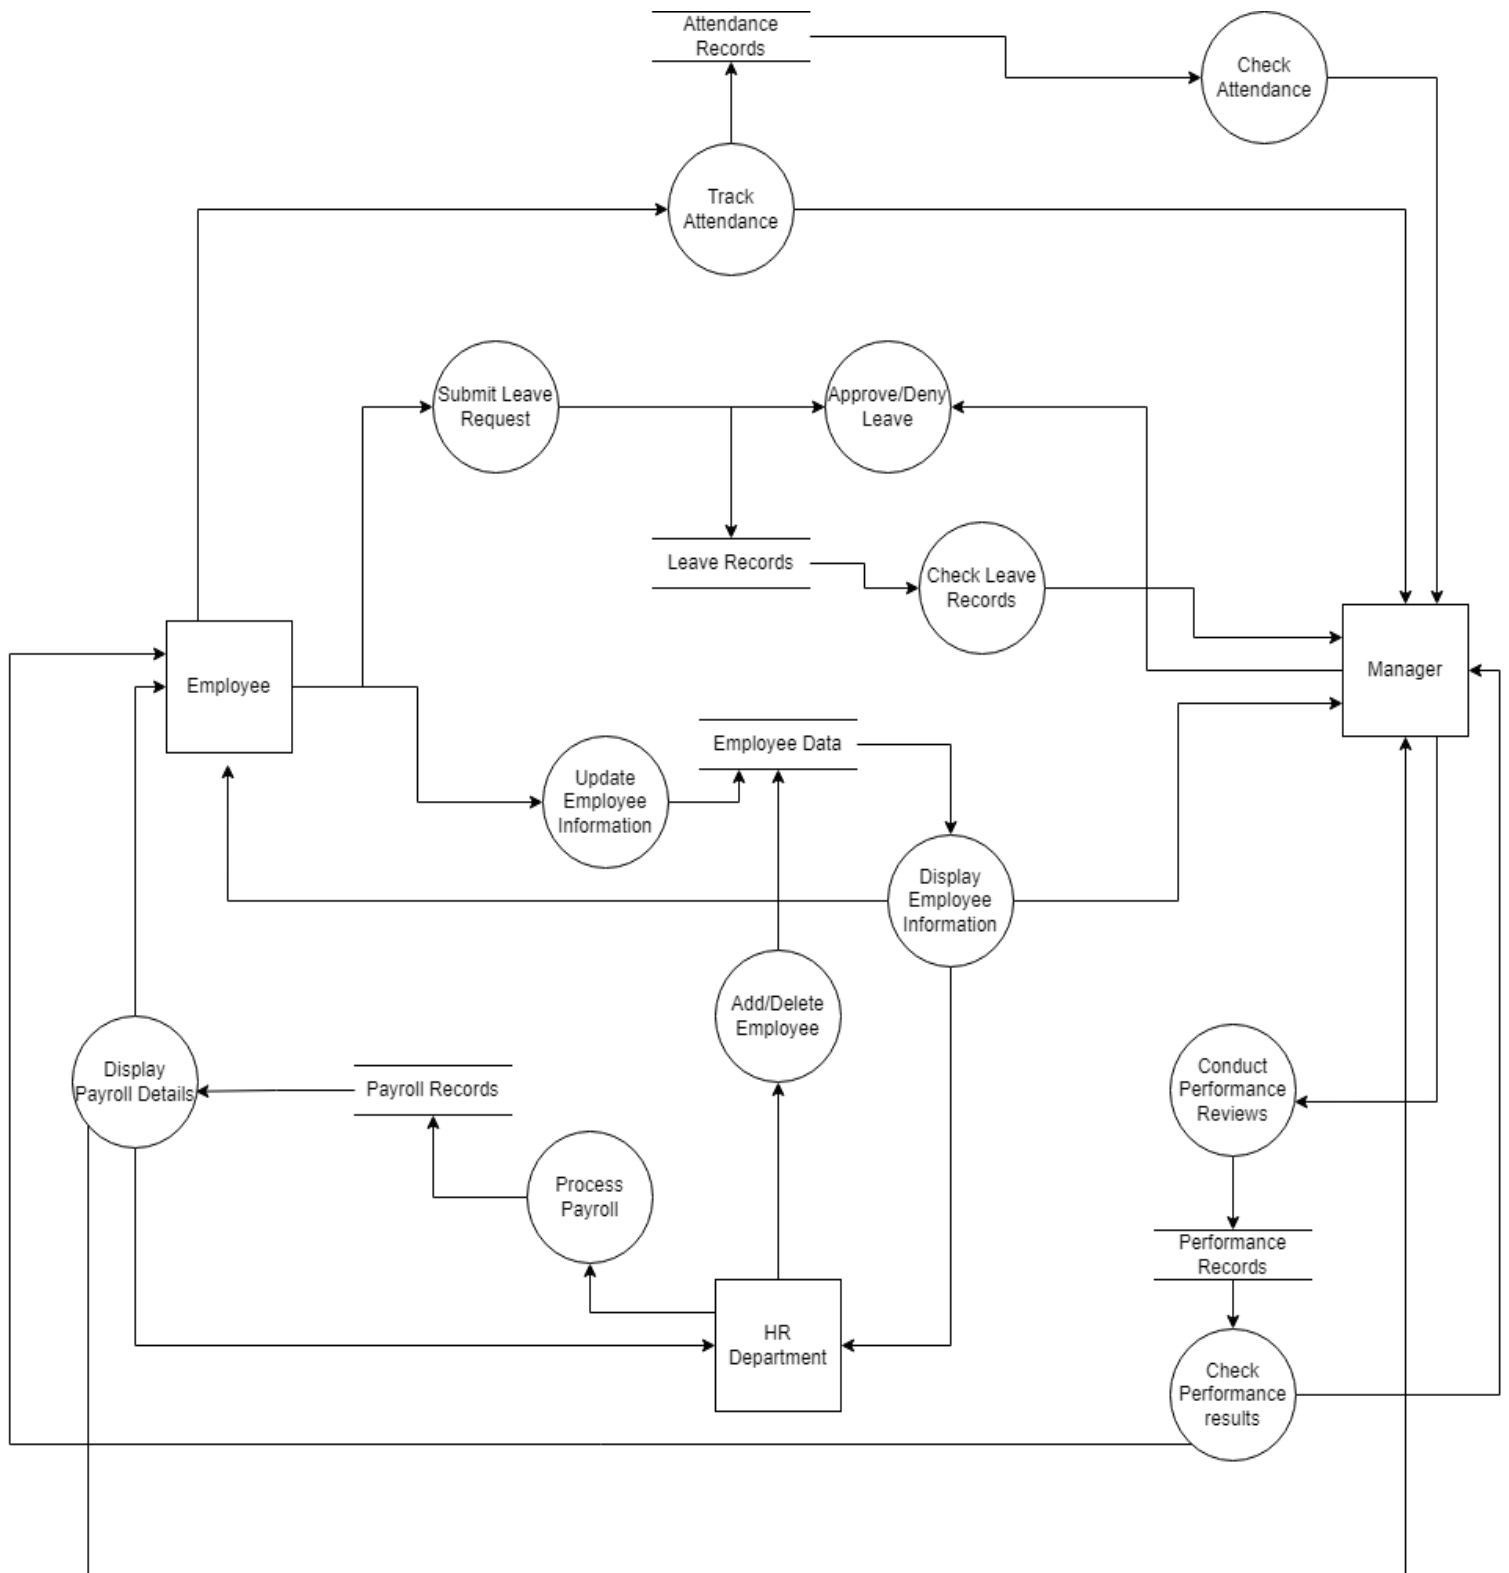 Attendance
Records
Check
Attendance
Track
Attendance
Submit Leave
Request
Approve/Deny
Leave
Leave Records
Check Leave
Records
Employee
Manager
Employee Data
Update
Employee
Information
Display
Employee
Information
Add/Delete
Employee
Display
Payroll Details
Payroll Records
Conduct
Performance
Reviews
Process
Payroll
Performance
Records
HR
Department
Check
Performance
results